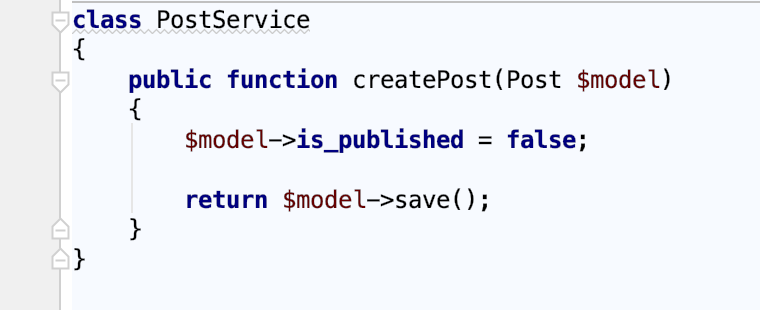 class PostService
{
public function createPost(Post $model)
{
$model->is_published = false;
return $model->save();
}
}